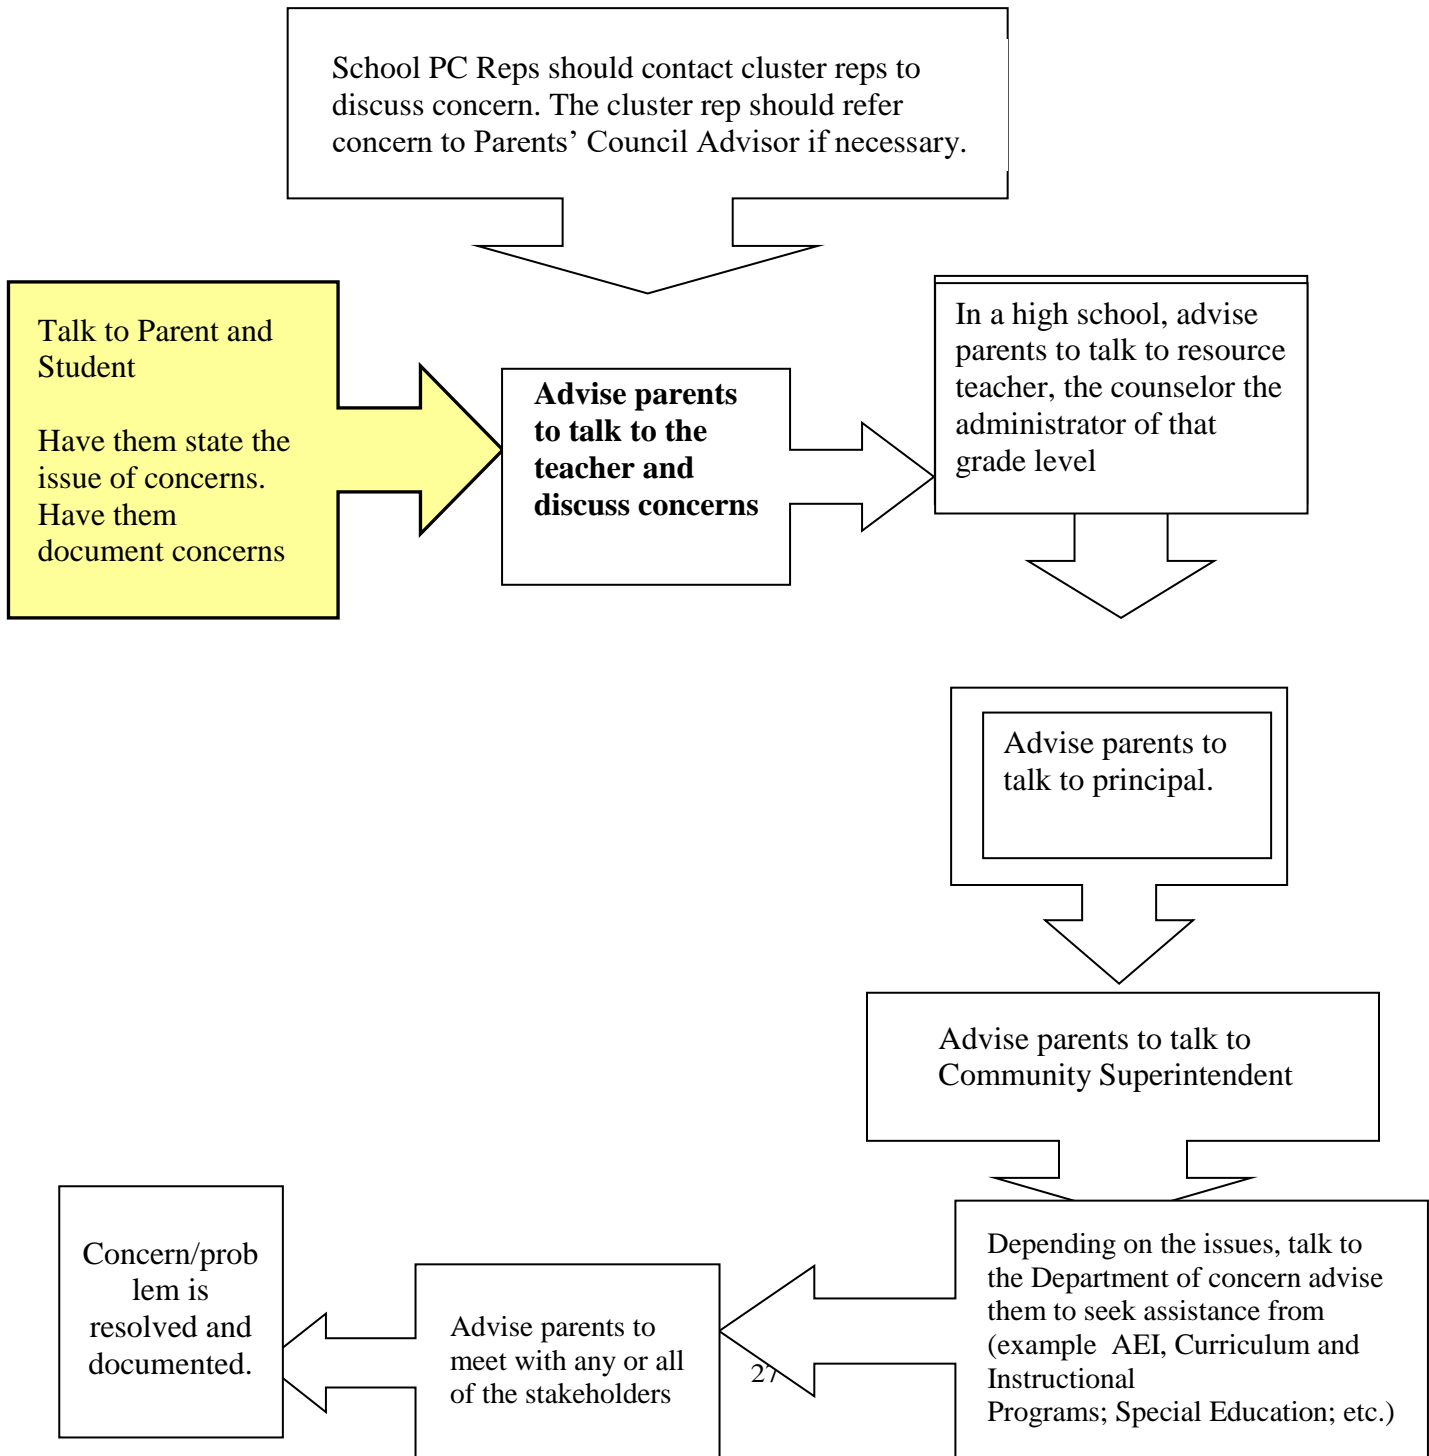 School PC Reps should contact cluster reps to
discuss concern. The cluster rep should refer
concern to Parents’ Council Advisor if necessary.
Talk to Parent and
Student
Have them state the
issue of concerns.
Have them
document concerns
Advise parents
to talk to the
teacher and
discuss concerns
In a high school, advise
parents to talk to resource
teacher, the counselor the
administrator of that
grade level
Advise parents to
talk to principal.
Advise parents to talk to
Community Superintendent
Depending on the issues, talk to
the Department of concern advise
them to seek assistance from
(example  AEI, Curriculum and
Instructional
Programs; Special Education; etc.)
Advise parents to
meet with any or all
of the stakeholders
Concern/prob
lem is
resolved and
documented.
27